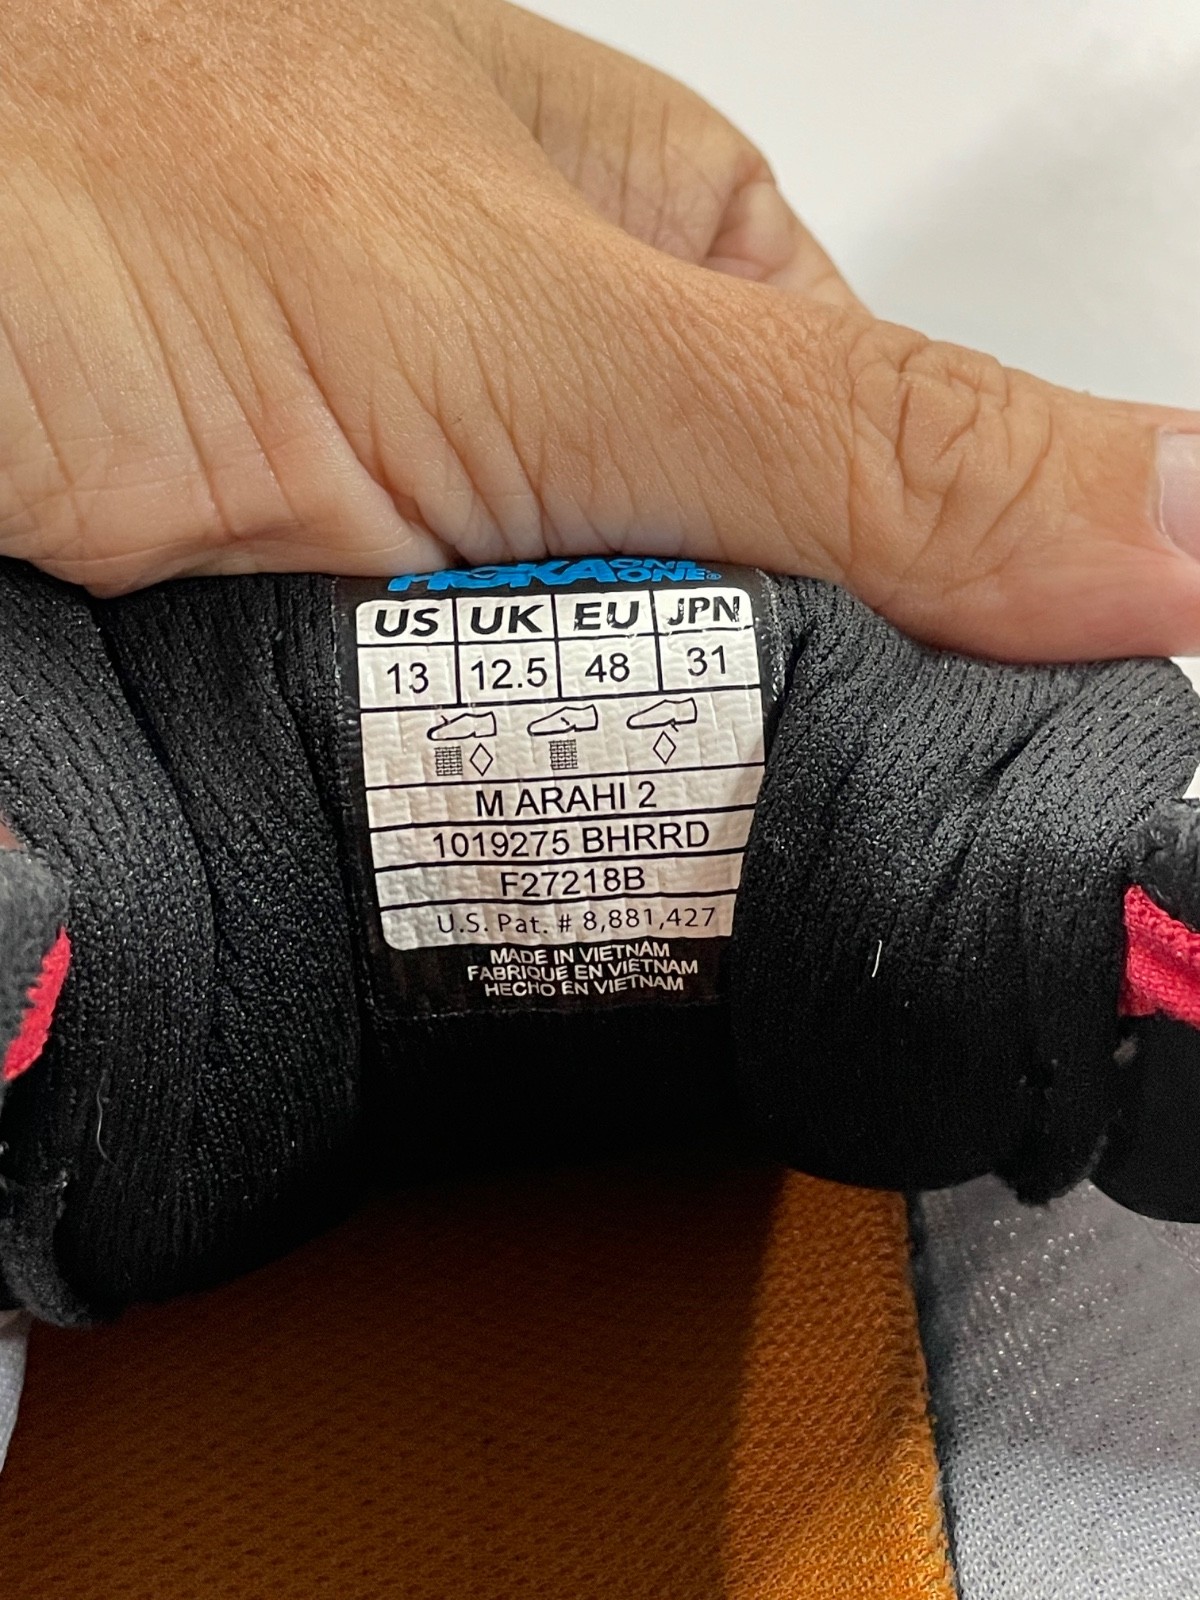 HOKA ONE ONE®
US UK EU JPN
13 12.5 48 31
M ARAHI 2
1019275 BHRRD
F27218B
U.S. Pat. # 8,881,427
MADE IN VIETNAM
FABRIQUE EN VIETNAM
HECHO EN VIETNAM